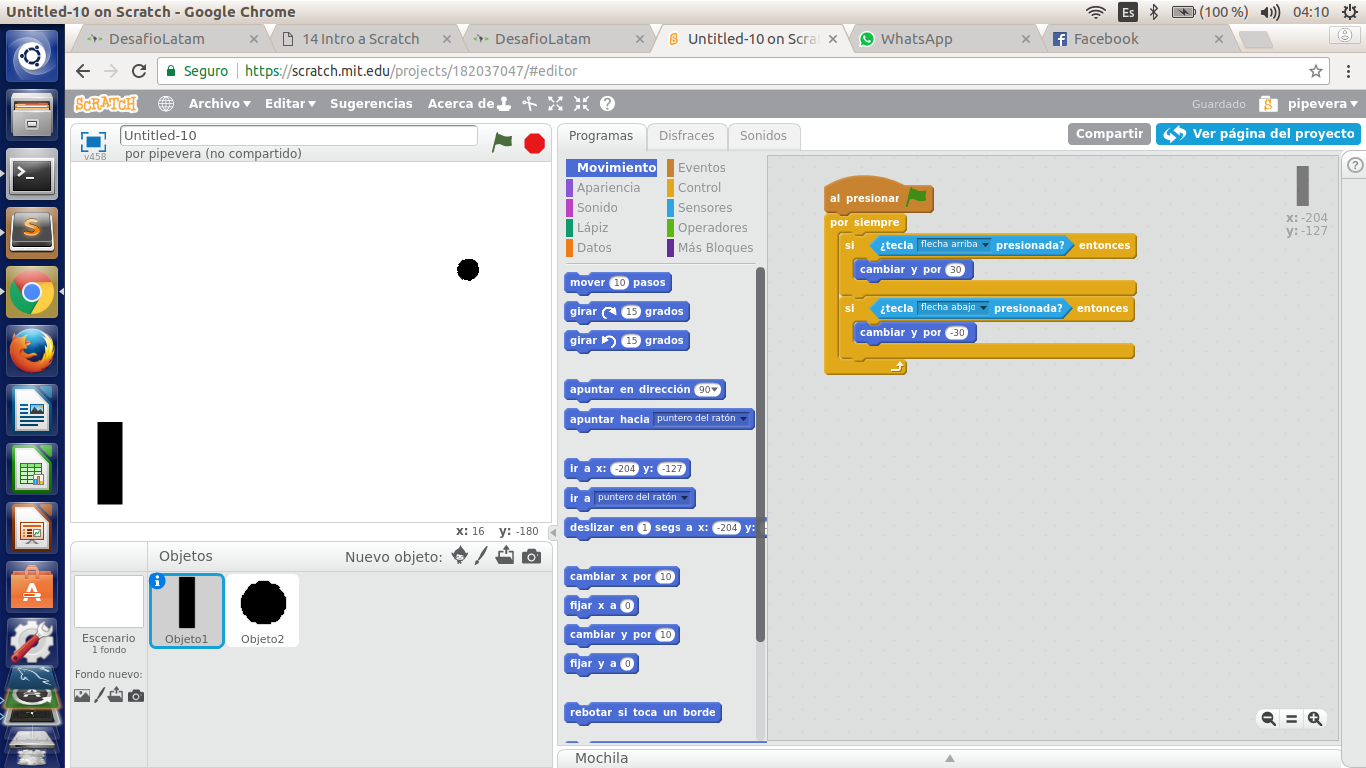 Untitled-10 on Scratch - Google Chrome
Es
(100 %)
04:10
DesafioLatam
14 Intro a Scratch
DesafioLatam
Untitled-10 on Scra
WhatsApp
Facebook
Seguro
https://scratch.mit.edu/projects/182037047/#editor
SCRATCH
Archivo
Editar
Sugerencias
Acerca de
Guardado
pipevera
v458
Untitled-10
por pipevera (no compartido)
Programas
Disfraces
Sonidos
Compartir
Ver página del proyecto
Movimiento
Eventos
Apariencia
Control
Sonido
Sensores
Lápiz
Operadores
Datos
Más Bloques
mover 10 pasos
girar 15 grados
girar 15 grados
apuntar en dirección 90
apuntar hacia puntero del ratón
ir a x: -204 y: -127
ir a puntero del ratón
deslizar en 1 segs a x: -204 y:
cambiar x por 10
fijar x a 0
cambiar y por 10
fijar y a 0
rebotar si toca un borde
al presionar
por siempre
si ¿tecla flecha arriba presionada? entonces
cambiar y por 30
si ¿tecla flecha abajo presionada? entonces
cambiar y por -30
x: -204
y: -127
x: 16 y: -180
Objetos
Nuevo objeto:
Escenario
1 fondo
Fondo nuevo:
Objeto1
Objeto2
Mochila